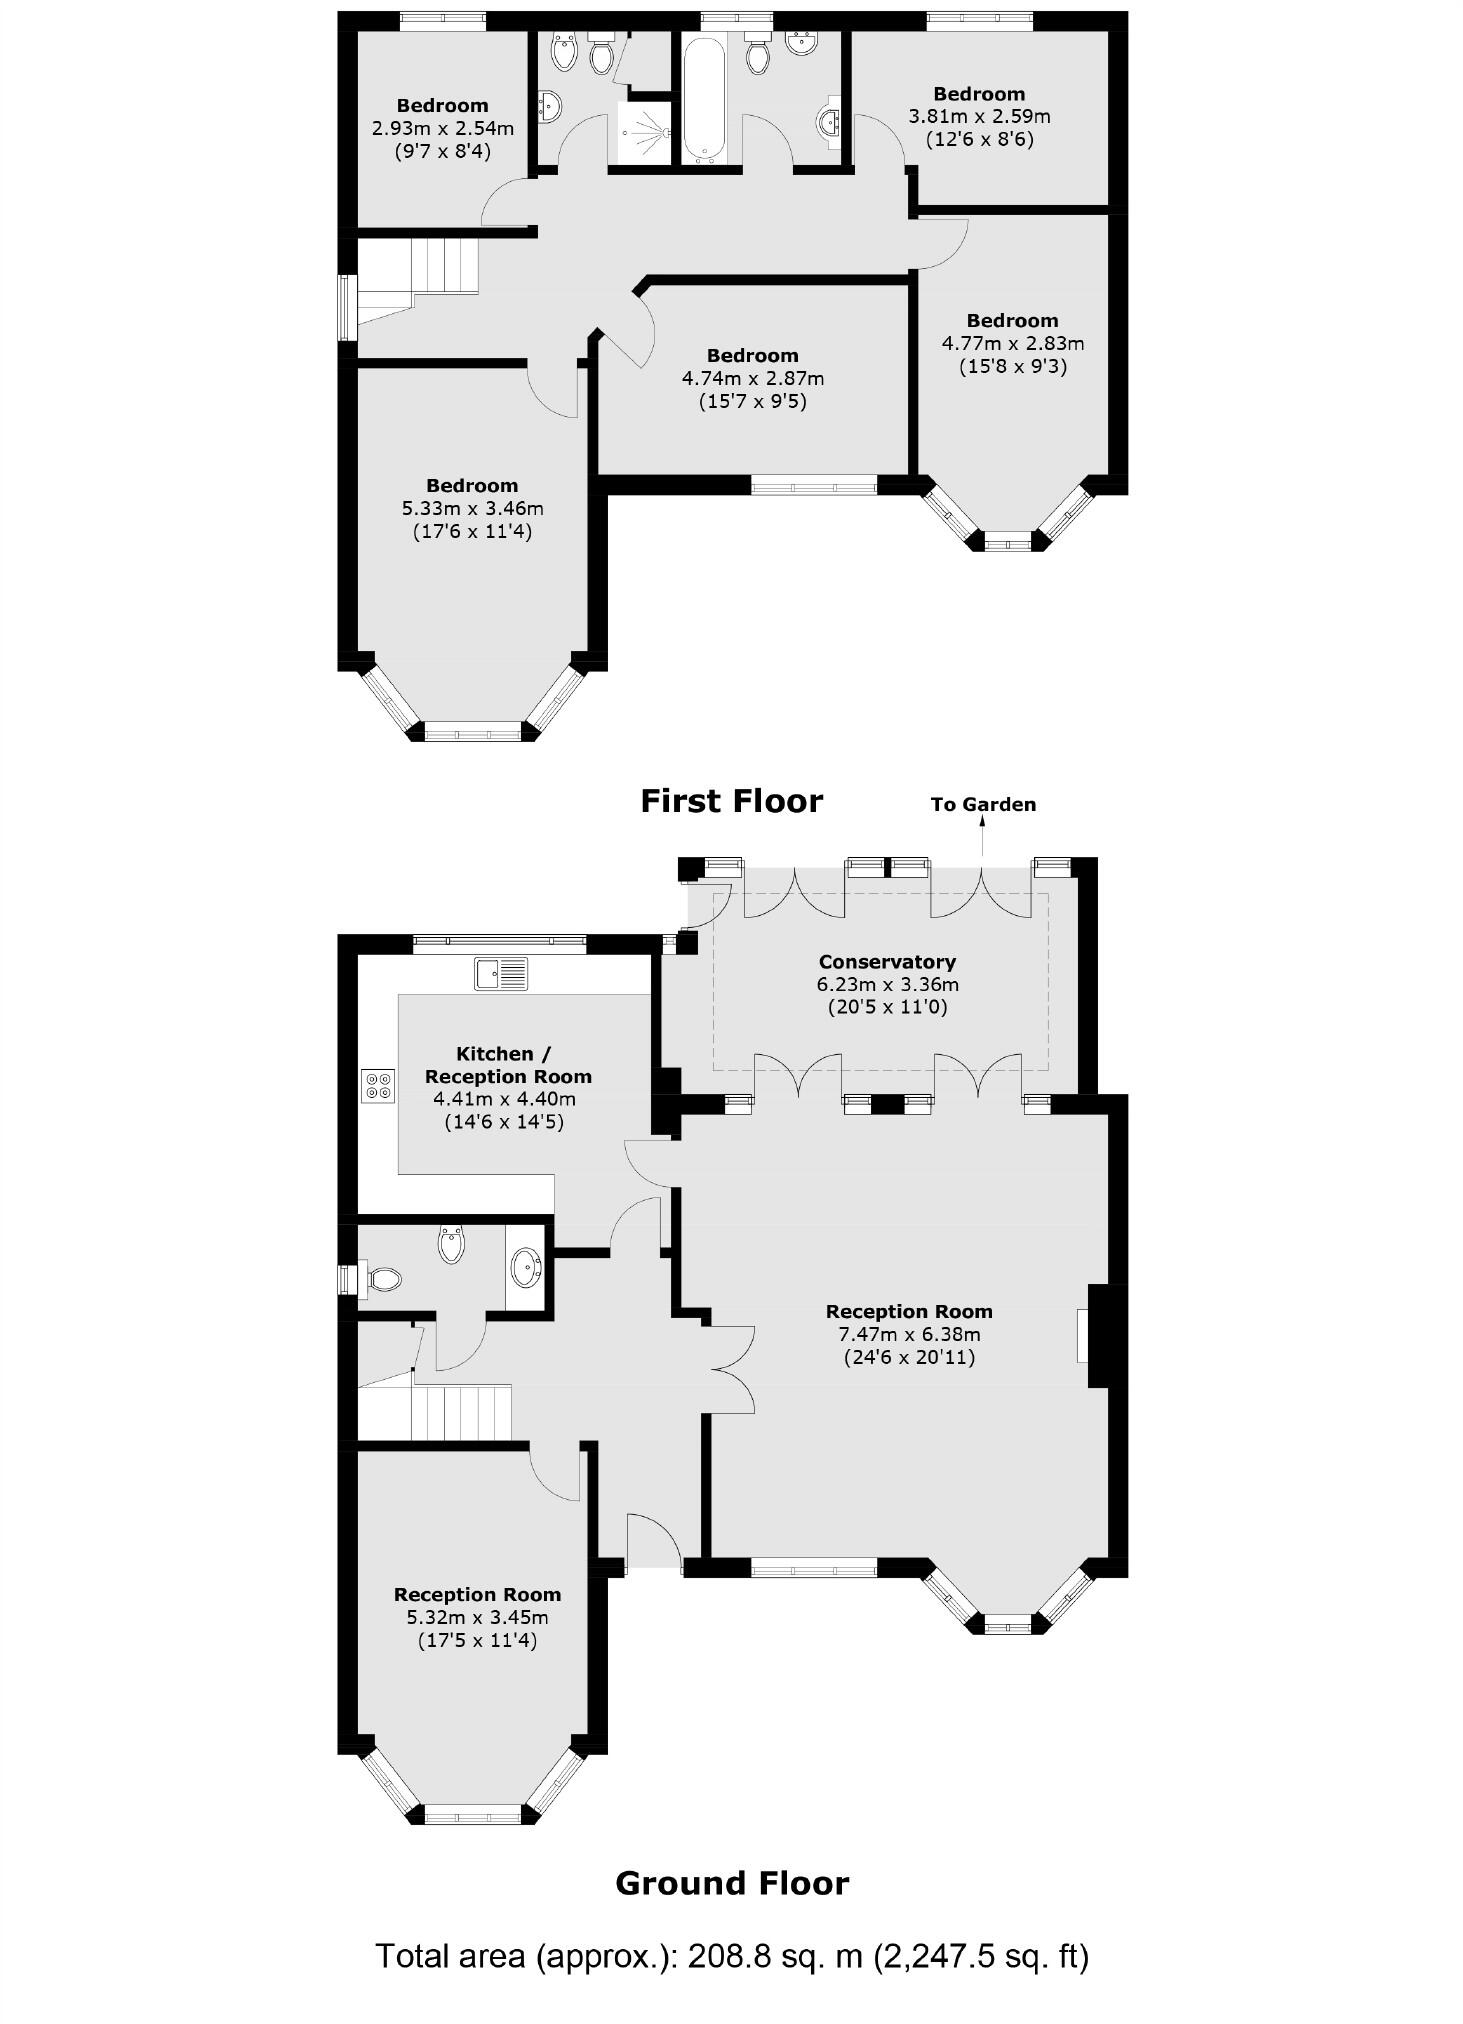 Bedroom
2.93m x 2.54m
(9'7 x 8'4)
Bedroom
3.81m x 2.59m
(12'6 x 8'6)
Bedroom
4.77m x 2.83m
(15'8 x 9'3)
Bedroom
4.74m x 2.87m
(15'7 x 9'5)
Bedroom
5.33m x 3.46m
(17'6 x 11'4)
First Floor
To Garden
Conservatory
6.23m x 3.36m
(20'5 x 11'0)
Kitchen /
Reception Room
4.41m x 4.40m
(14'6 x 14'5)
Reception Room
7.47m x 6.38m
(24'6 x 20'11)
Reception Room
5.32m x 3.45m
(17'5 x 11'4)
Ground Floor
Total area (approx.): 208.8 sq. m (2,247.5 sq. ft)